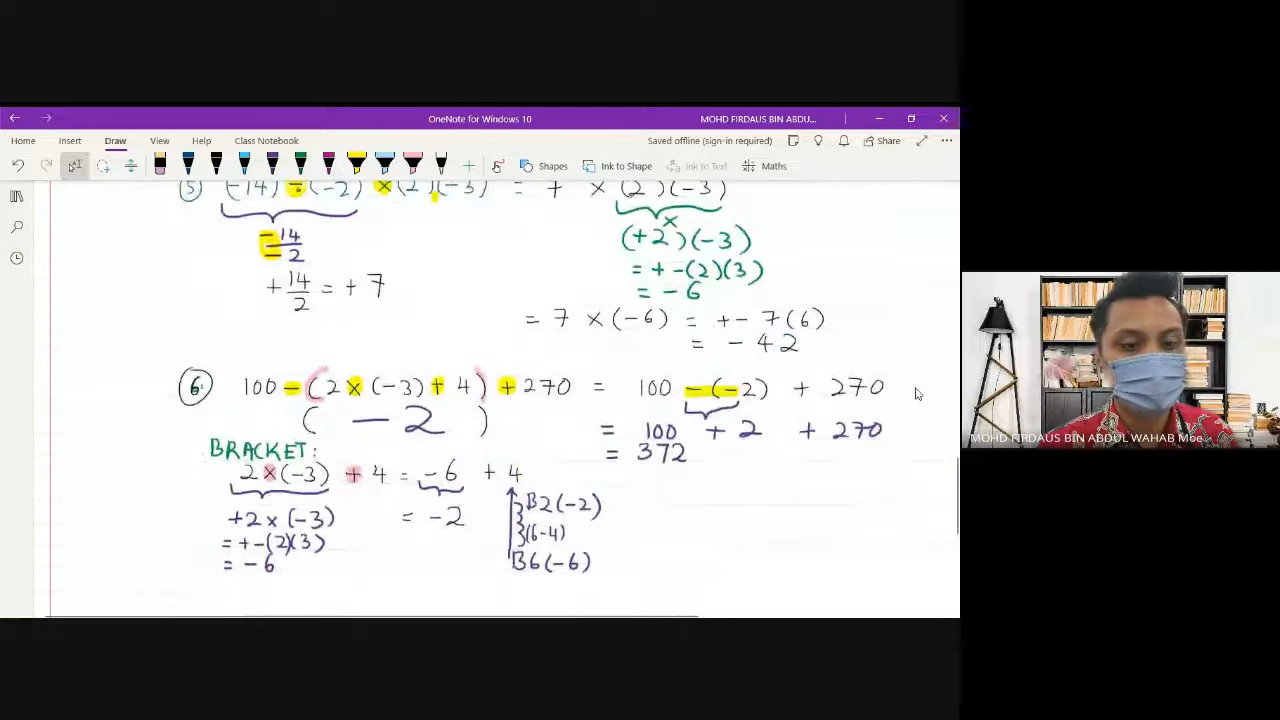 OneNote for Windows 10
MOHD FIRDAUS BIN ABDU...
Home Insert Draw View Help Class Notebook
Saved offline (sign-in required)
Share
Shapes Ink to Shape Ink to Text Maths
5 (-14) ÷ (-2) × (2)(-3) = 7 × (2)(-3)
-14/-2
+14/2 = +7
×
(+2)(-3)
= +-(2)(3)
= -6
= 7 × (-6) = +- 7(6)
= -42
6. 100 - (2 × (-3) + 4) + 270 = 100 - (-2) + 270
( -2 )
= 100 + 2 + 270
= 372
BRACKET:
2 × (-3) + 4 = -6 + 4
+2 × (-3) = -2
= +-(2)(3)
= -6
B2(-2)
(6-4)
B6(-6)
MOHD FIRDAUS BIN ABDUL WAHAB Moe